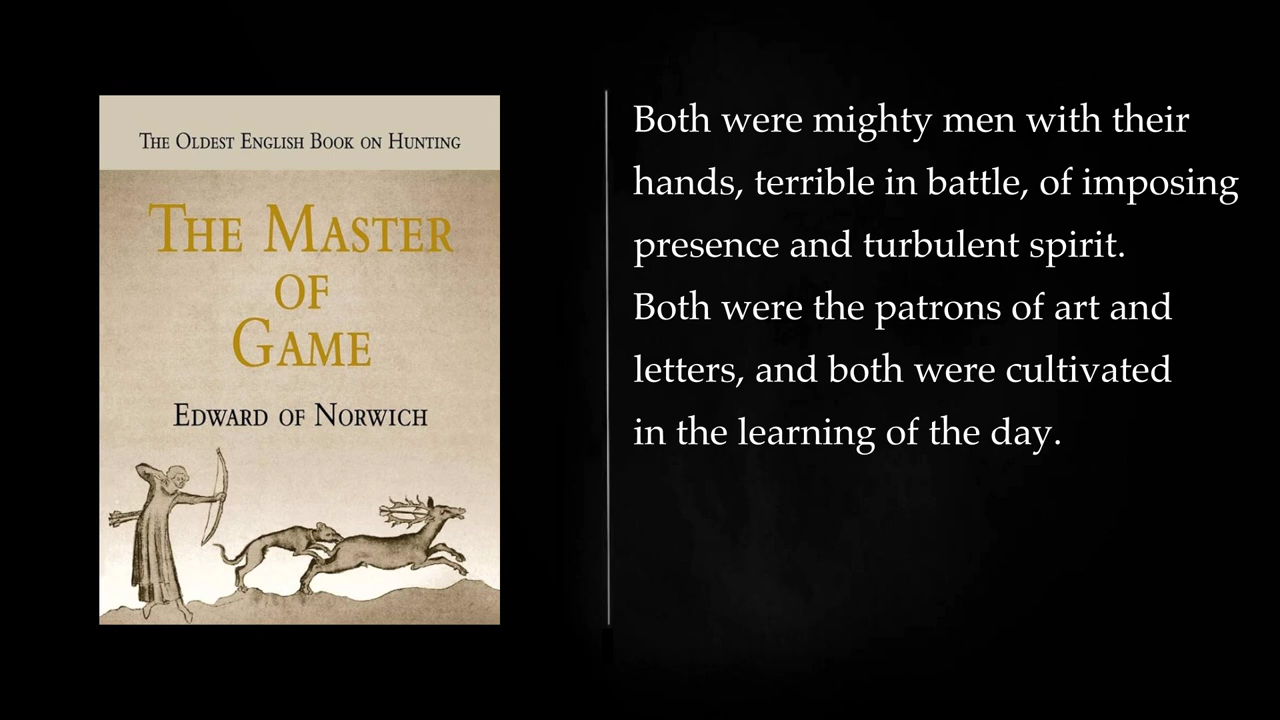 The Oldest English Book on Hunting
The Master
of
Game
Edward of Norwich
Both were mighty men with their
hands, terrible in battle, of imposing
presence and turbulent spirit.
Both were the patrons of art and
letters, and both were cultivated
in the learning of the day.